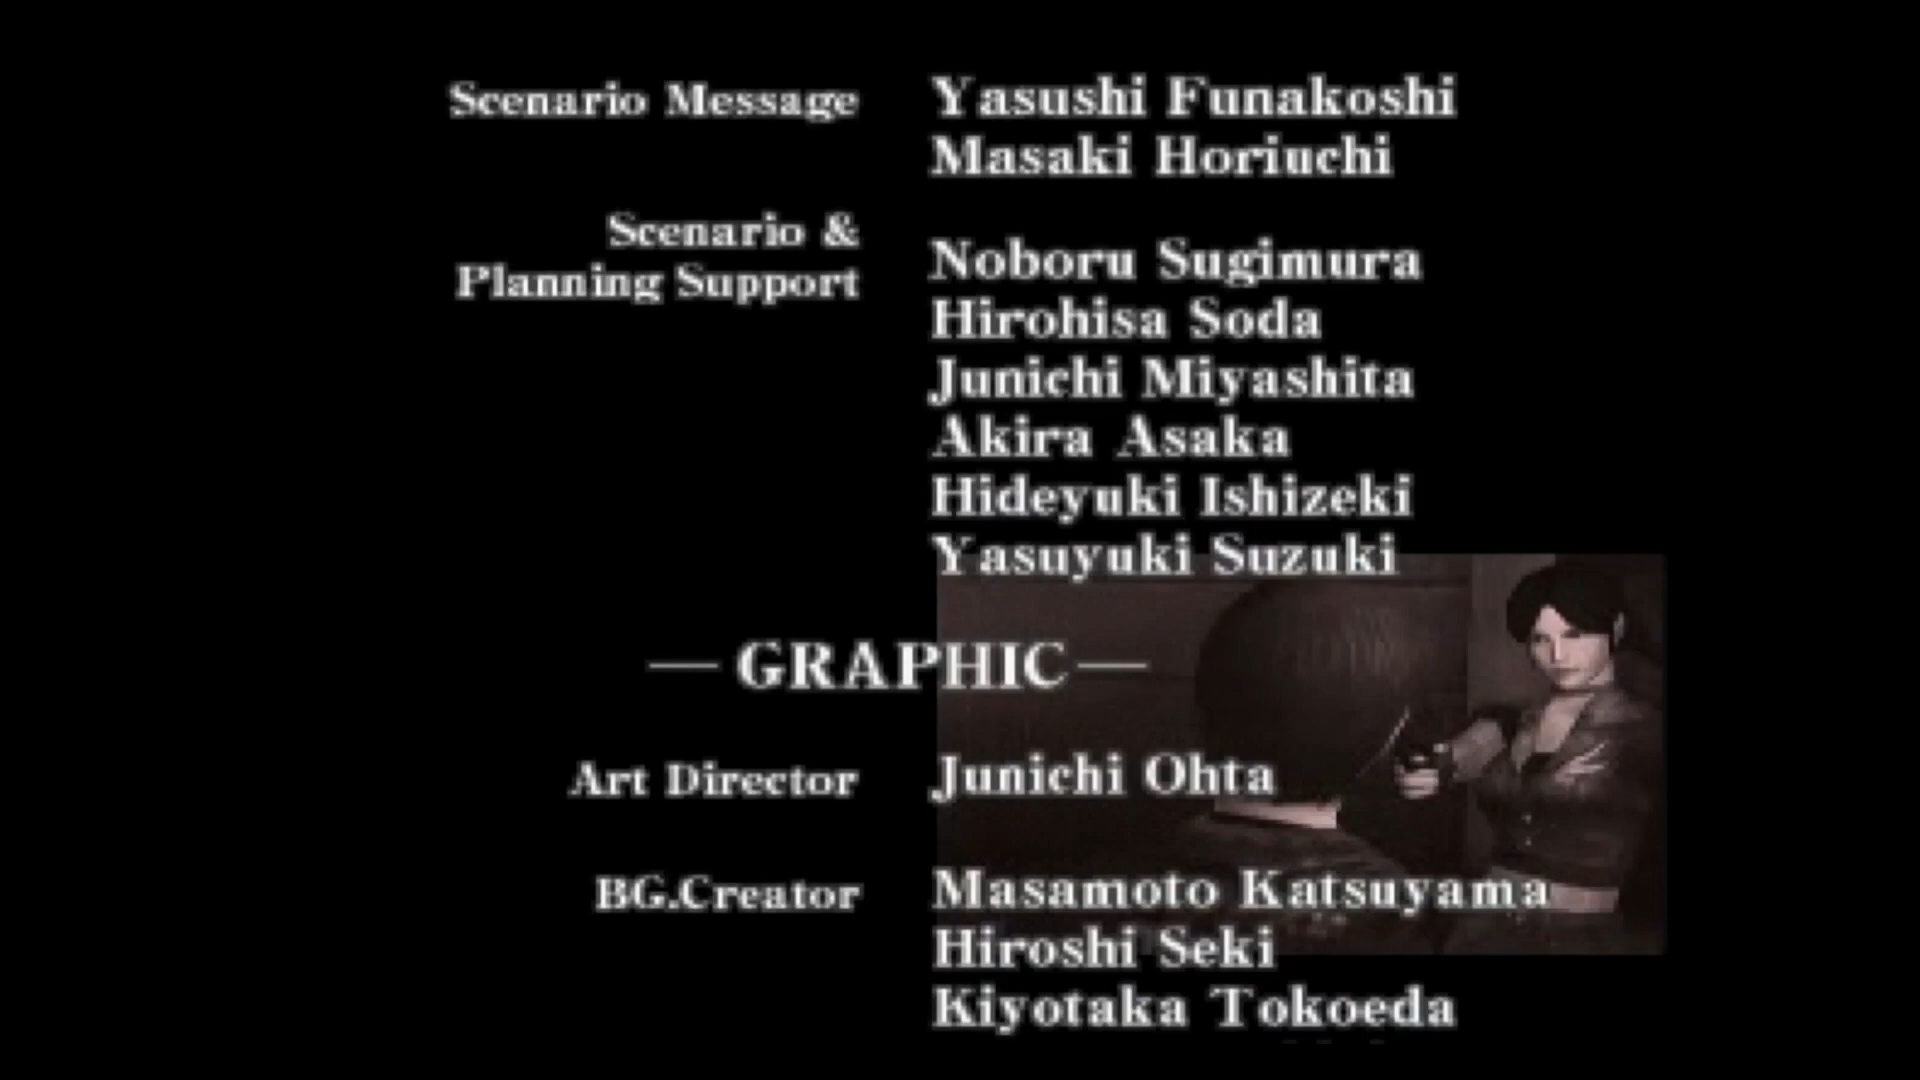 Scenario Message Yasushi Funakoshi
Masaki Horiuchi
Scenario &
Planning Support Noboru Sugimura
Hirohisa Soda
Junichi Miyashita
Akira Asaka
Hideyuki Ishizeki
Yasuyuki Suzuki
— GRAPHIC —
Art Director Junichi Ohta
BG.Creator Masamoto Katsuyama
Hiroshi Seki
Kiyotaka Tokoeda